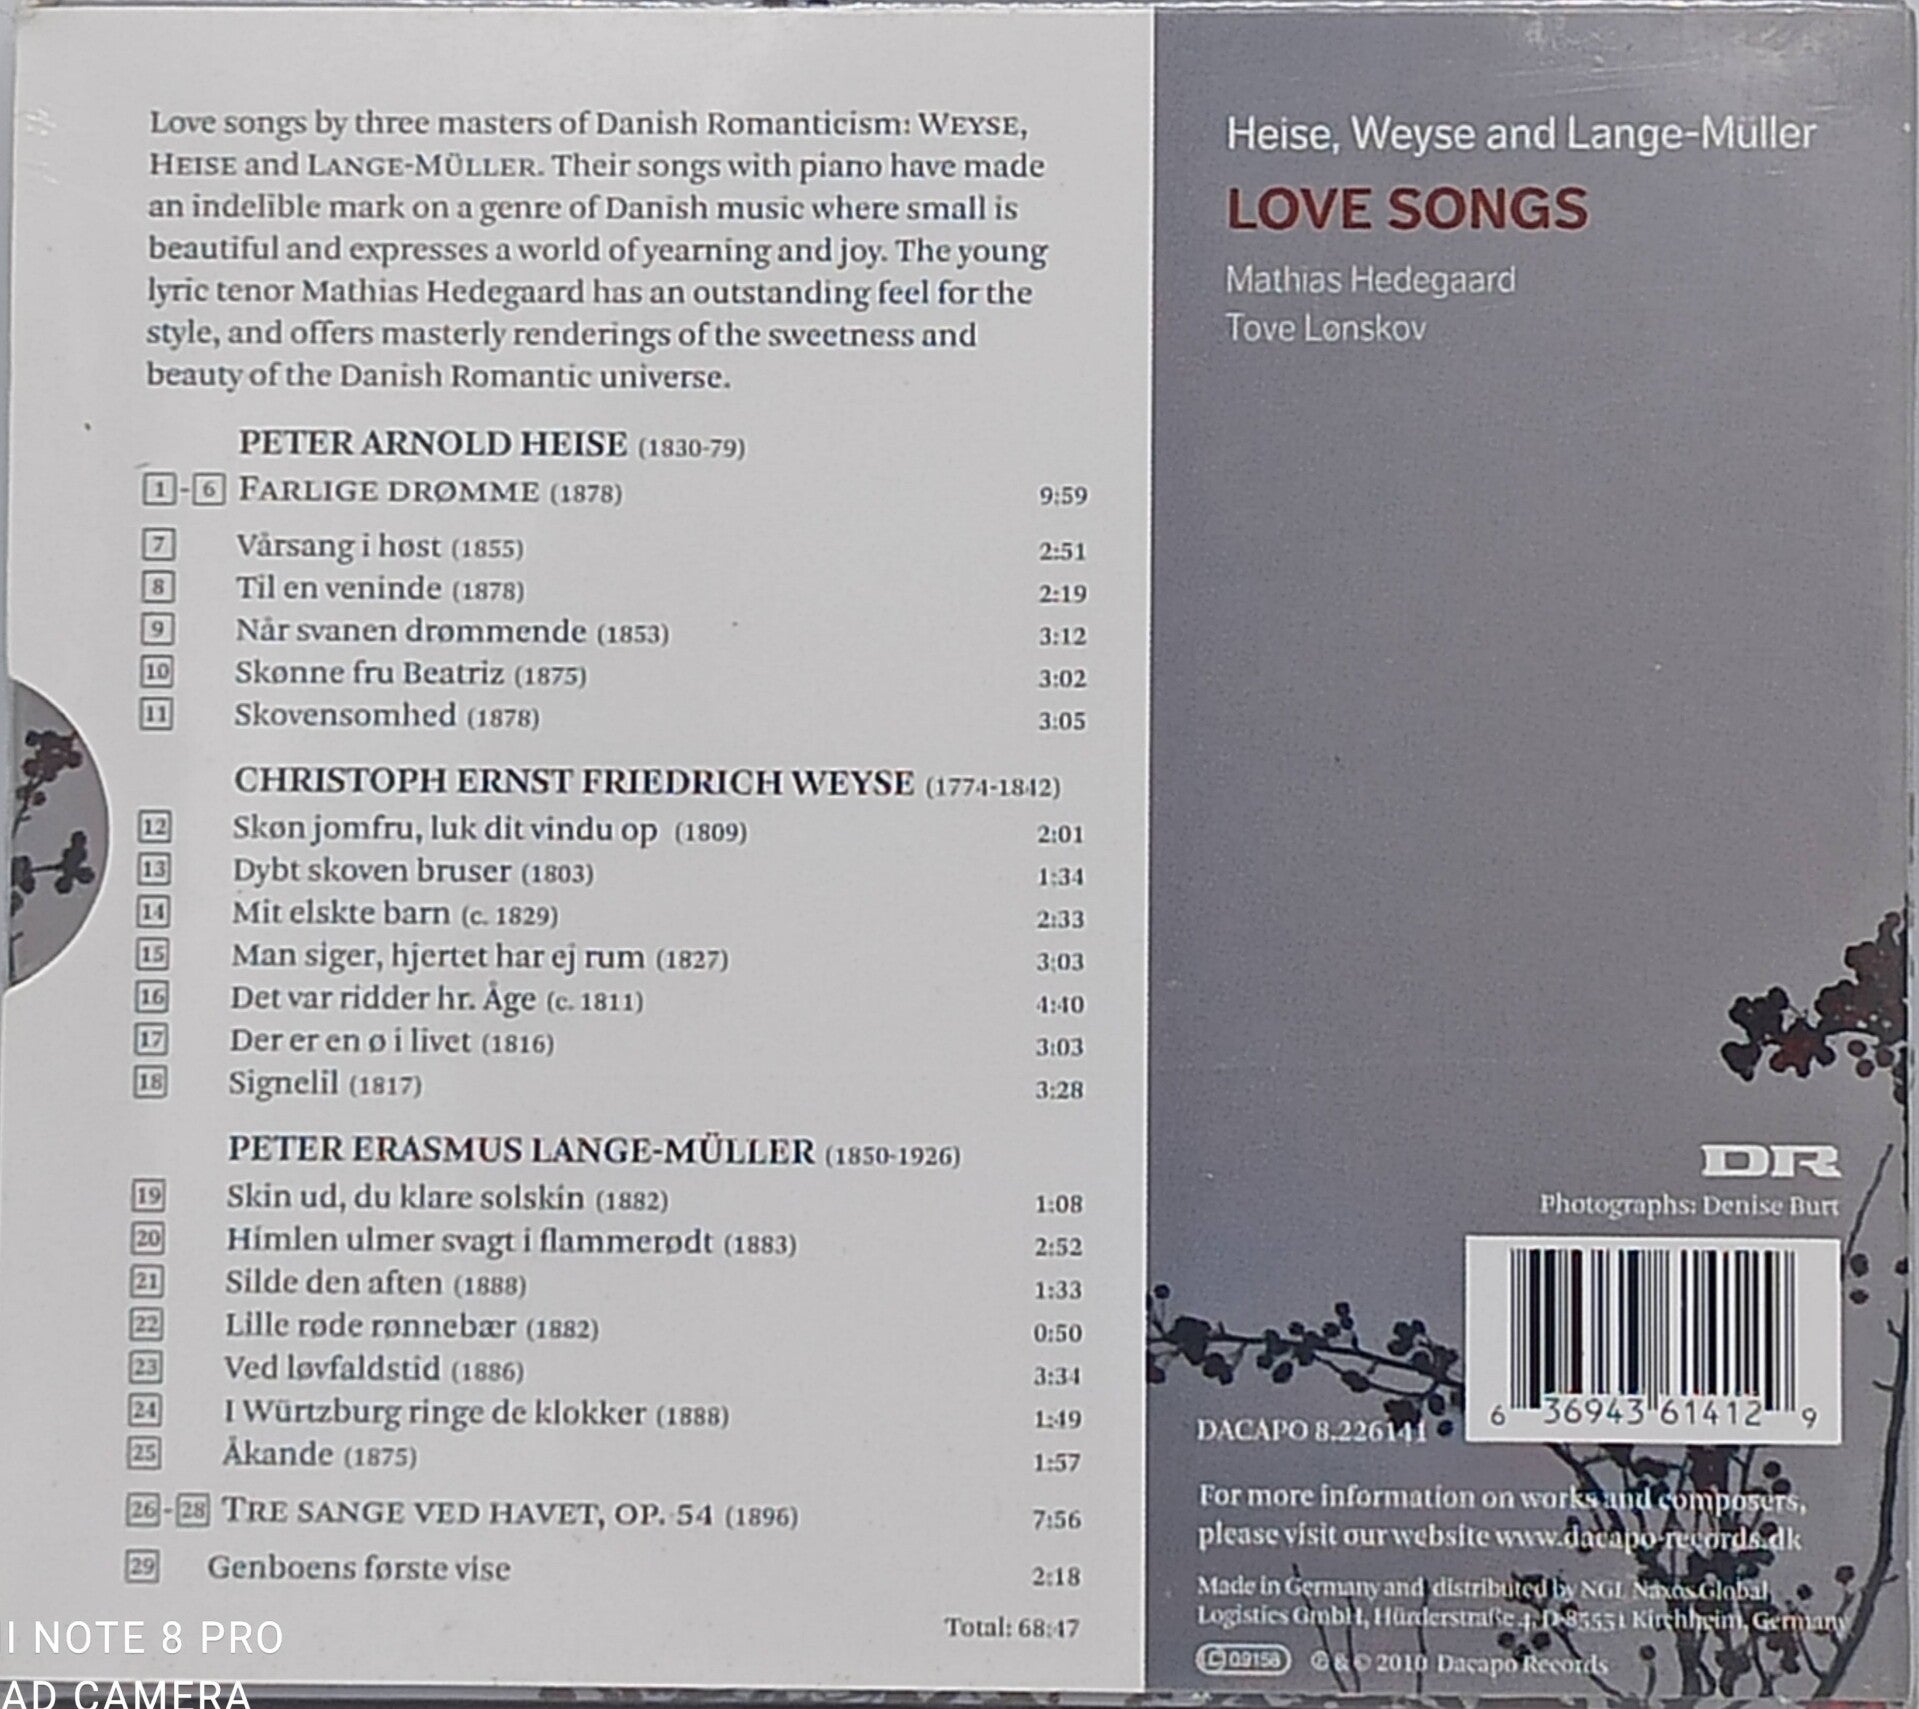 Love songs by three masters of Danish Romanticism: WEYSE,
HEISE and LANGE-MÜLLER. Their songs with piano have made
an indelible mark on a genre of Danish music where small is
beautiful and expresses a world of yearning and joy. The young
lyric tenor Mathias Hedegaard has an outstanding feel for the
style, and offers masterly renderings of the sweetness and
beauty of the Danish Romantic universe.
PETER ARNOLD HEISE (1830-79)
1-6 FARLIGE DRØMME (1878) 9:59
7 Vårsang i høst (1855) 2:51
8 Til en veninde (1878) 2:19
9 Når svanen drømmende (1853) 3:12
10 Skønne fru Beatriz (1875) 3:02
11 Skovensomhed (1878) 3:05
CHRISTOPH ERNST FRIEDRICH WEYSE (1774-1842)
12 Skøn jomfru, luk dit vindu op (1809) 2:01
13 Dybt skoven bruser (1803) 1:34
14 Mit elskte barn (c. 1829) 2:33
15 Man siger, hjertet har ej rum (1827) 3:03
16 Det var ridder hr. Åge (c. 1811) 4:40
17 Der er en ø i livet (1816) 3:03
18 Signelil (1817) 3:28
PETER ERASMUS LANGE-MÜLLER (1850-1926)
19 Skin ud, du klare solskin (1882) 1:08
20 Himlen ulmer svagt i flammerødt (1883) 2:52
21 Silde den aften (1888) 1:33
22 Lille røde rønnebær (1882) 0:50
23 Ved løvfaldstid (1886) 3:34
24 I Würtzburg ringe de klokker (1888) 1:49
25 Åkande (1875) 1:57
26-28 TRE SANGE VED HAVET, OP. 54 (1896) 7:56
29 Genboens første vise 2:18
Total: 68:47
I NOTE 8 PRO
AD CAMERA
Heise, Weyse and Lange-Müller
LOVE SONGS
Mathias Hedegaard
Tove Lønskov
DR
Photographs: Denise Burt
6 36943 61412 9
DACAPO 8.226141
For more information on works and composers,
please visit our website www.dacapo-records.dk
Made in Germany and distributed by NGL Naxos Global
Logistics GmbH, Hürderstraße 4, D-85551 Kirchheim, Germany
LC 09158 ℗ & © 2010 Dacapo Records